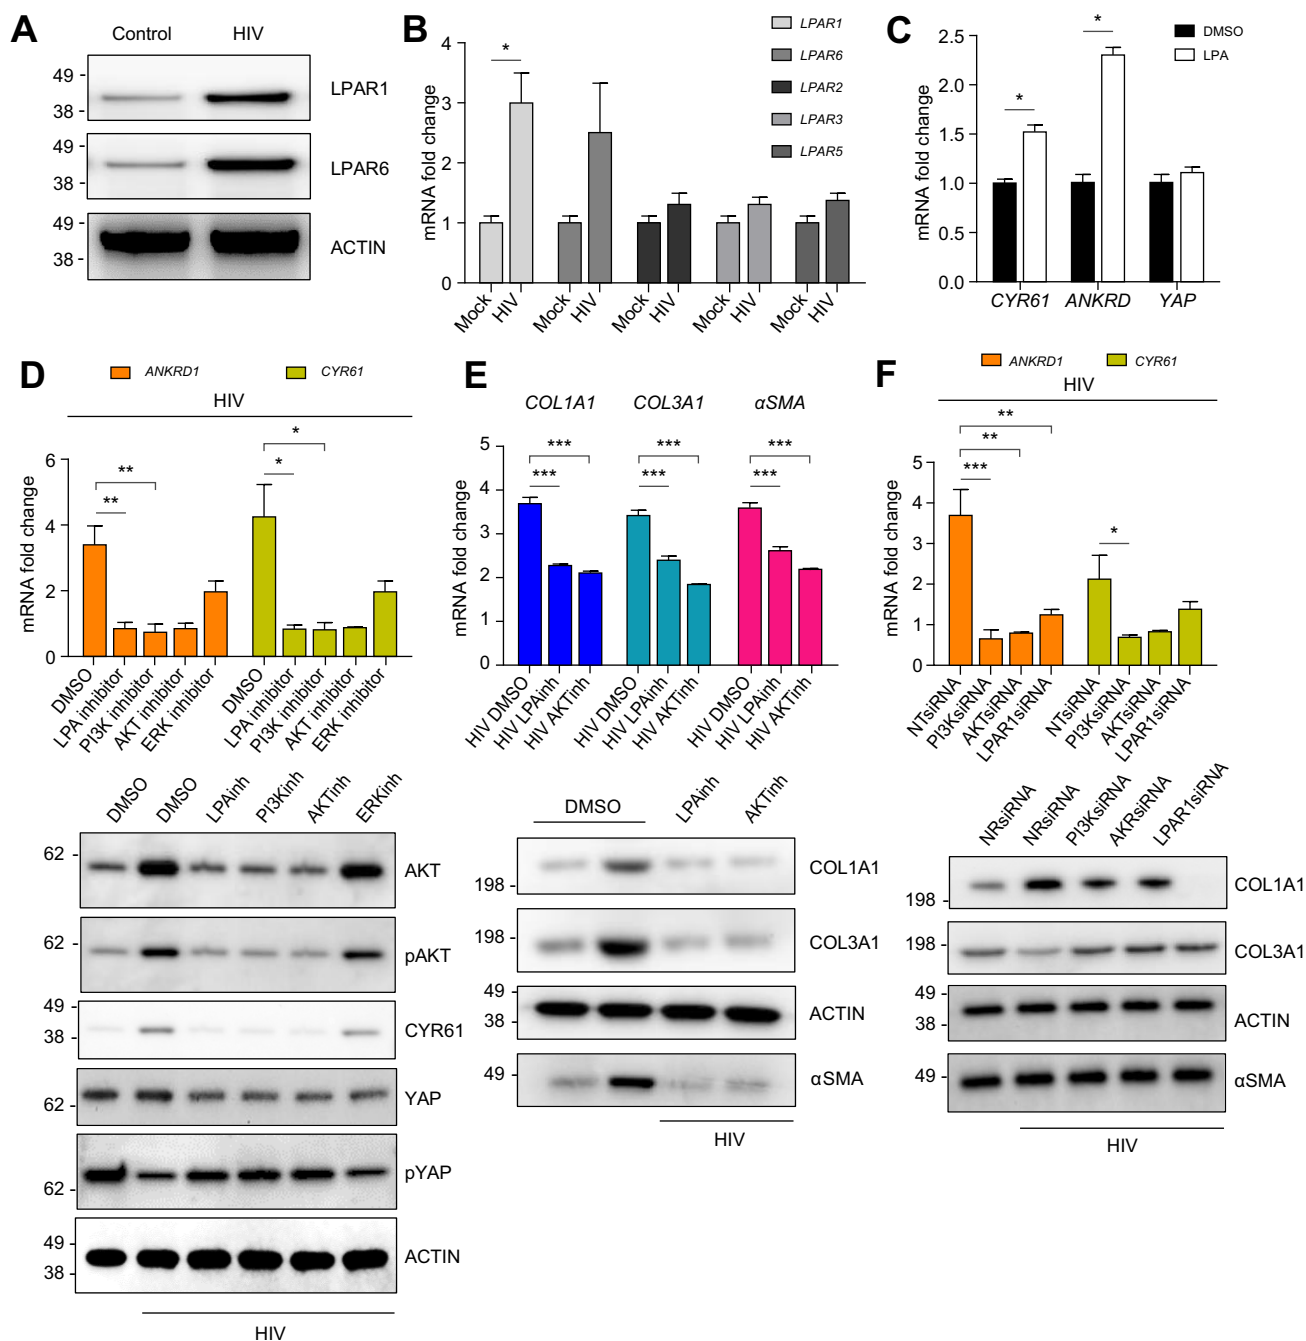 A
Control HIV
49
38
LPAR1
49
38
LPAR6
49
38
ACTIN
B
mRNA fold change
4
3
2
1
0
*
LPAR1
LPAR6
LPAR2
LPAR3
LPAR5
Mock HIV Mock HIV Mock HIV Mock HIV Mock HIV
C
mRNA fold change
2.5
2.0
1.5
1.0
0.5
0.0
* *
DMSO
LPA
CYR61 ANKRD YAP
D
ANKRD1 CYR61
HIV
mRNA fold change
6
4
2
0
** ** * *
DMSO LPA inhibitor PI3K inhibitor AKT inhibitor ERK inhibitor DMSO LPA inhibitor PI3K inhibitor AKT inhibitor ERK inhibitor
DMSO DMSO LPAinh PI3Kinh AKTinh ERKinh
62 AKT
62 pAKT
49
38
CYR61
62 YAP
62 pYAP
49
38
ACTIN
HIV
E
COL1A1 COL3A1 αSMA
mRNA fold change
5
4
3
2
1
0
*** *** ***
*** *** ***
HIV DMSO HIV LPAinh HIV AKTinh HIV DMSO HIV LPAinh HIV AKTinh HIV DMSO HIV LPAinh HIV AKTinh
DMSO LPAinh AKTinh
198 COL1A1
198 COL3A1
49
38
ACTIN
49 αSMA
HIV
F
ANKRD1 CYR61
HIV
mRNA fold change
5
4
3
2
1
0
**
**
*** *
NTsiRNA PI3KsiRNA AKTsiRNA LPAR1siRNA NTsiRNA PI3KsiRNA AKTsiRNA LPAR1siRNA
NRsiRNA NRsiRNA PI3KsiRNA AKRsiRNA LPAR1siRNA
198 COL1A1
198 COL3A1
49
38
ACTIN
49 αSMA
HIV